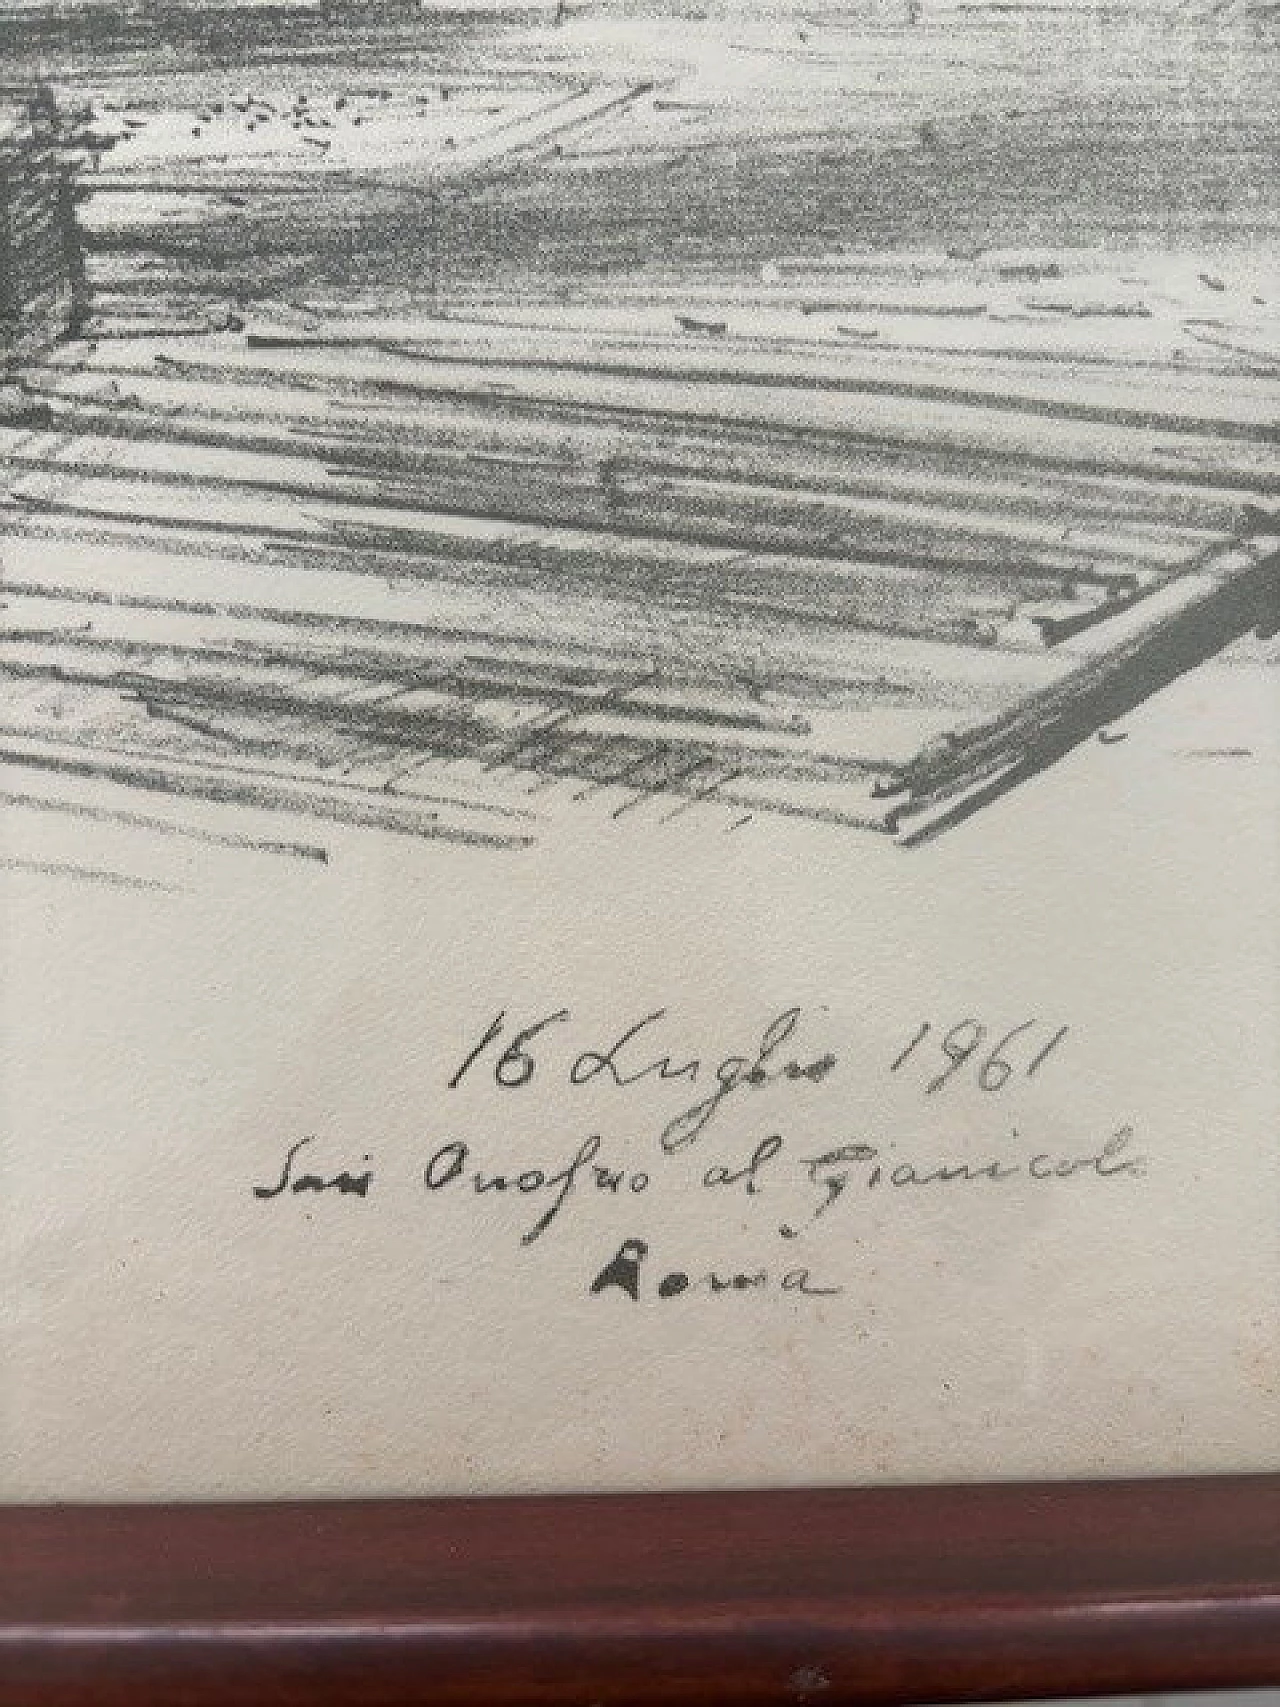 16 Luglio 1961
San Onofrio al Gianicolo
Roma